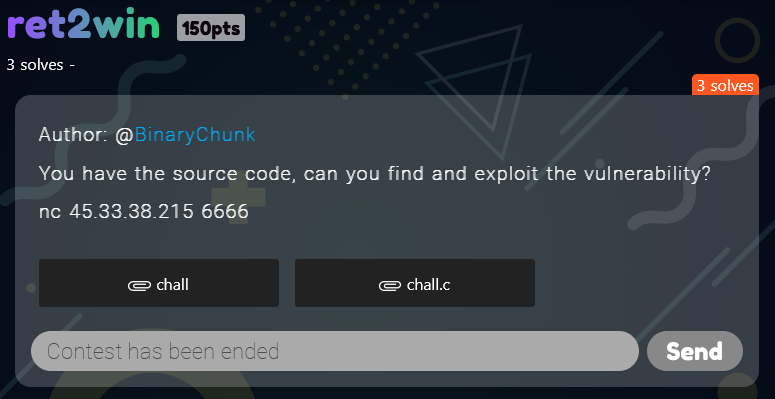 ret2win 150pts
3 solves -
3 solves
Author: @BinaryChunk
You have the source code, can you find and exploit the vulnerability?
nc 45.33.38.215 6666
chall chall.c
Contest has been ended Send